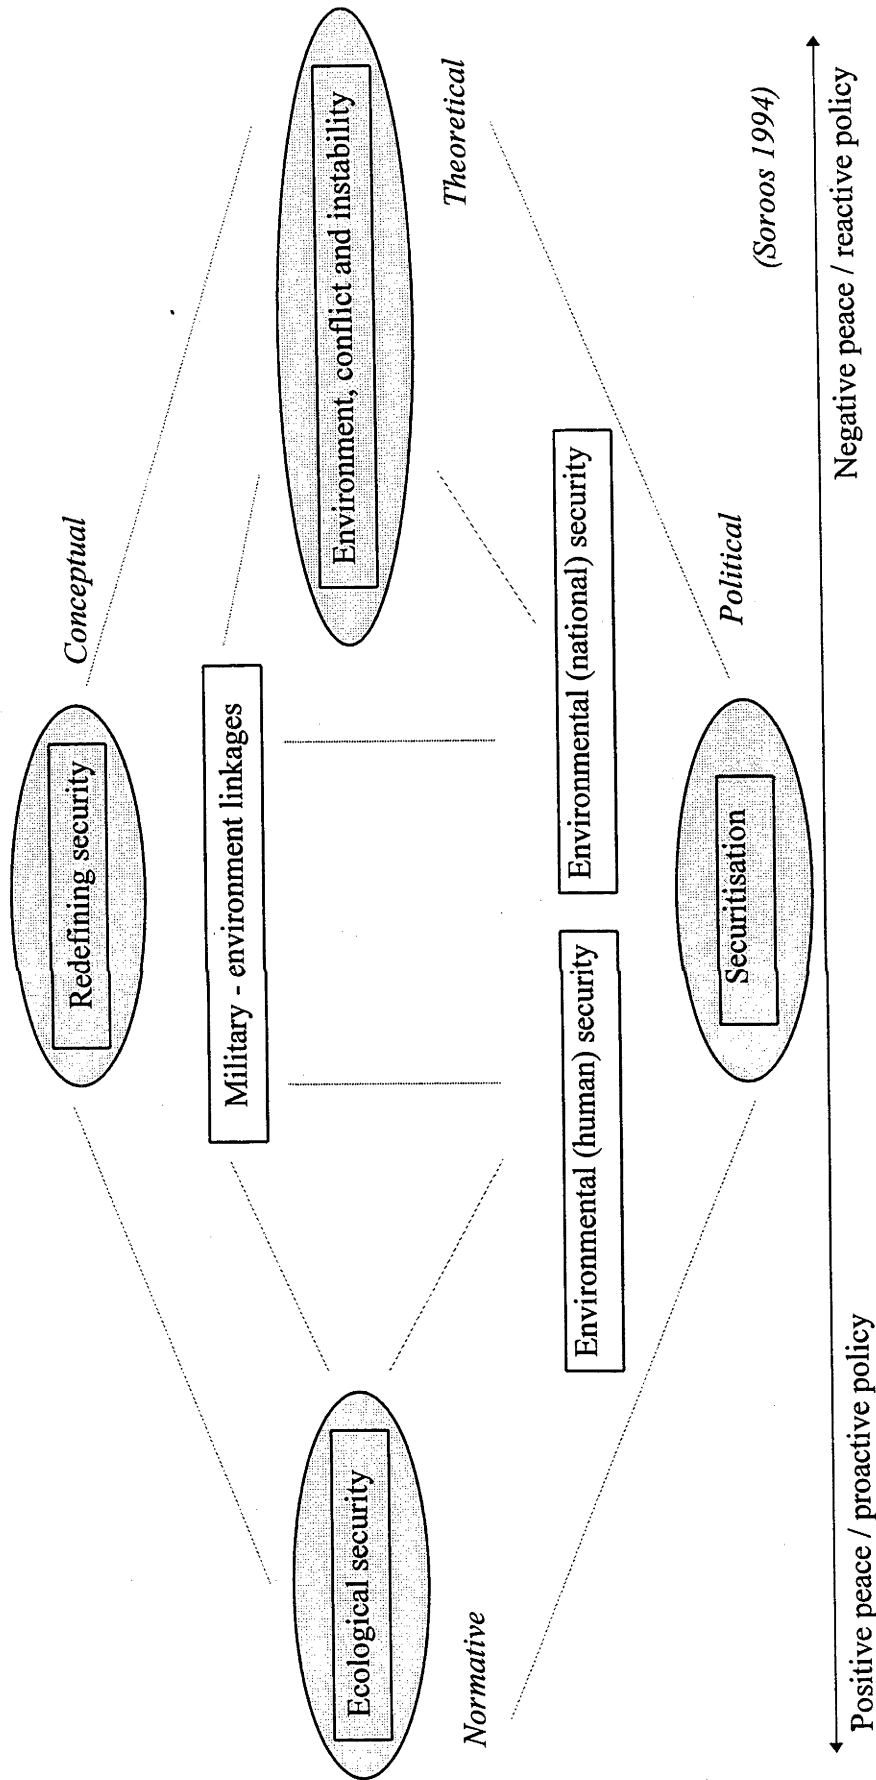 Redefining security
Conceptual
Military - environment linkages
Ecological security
Environment, conflict and instability
Normative
Theoretical
Environmental (human) security
Environmental (national) security
Securitisation
Political
(Soroos 1994)
Positive peace / proactive policy
Negative peace / reactive policy